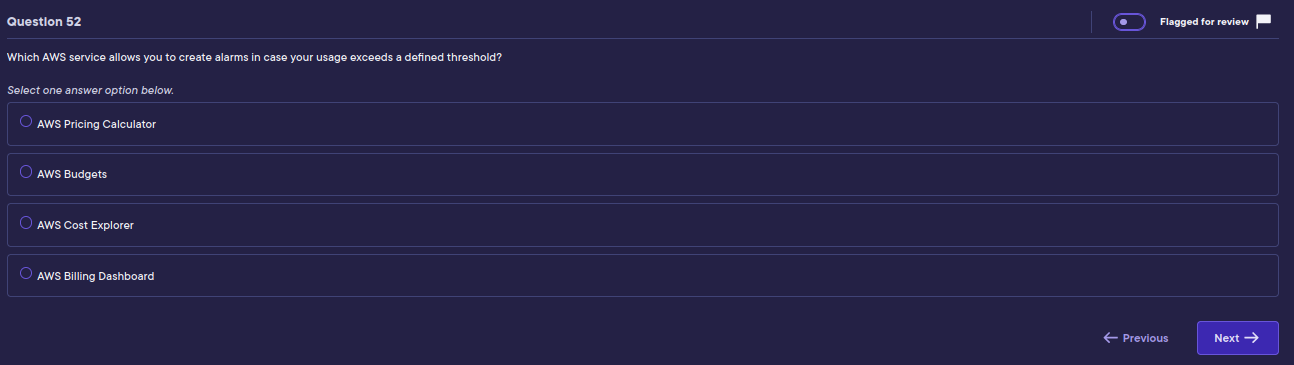 Question 52
Flagged for review
Which AWS service allows you to create alarms in case your usage exceeds a defined threshold?
Select one answer option below.
AWS Pricing Calculator
AWS Budgets
AWS Cost Explorer
AWS Billing Dashboard
← Previous
Next →